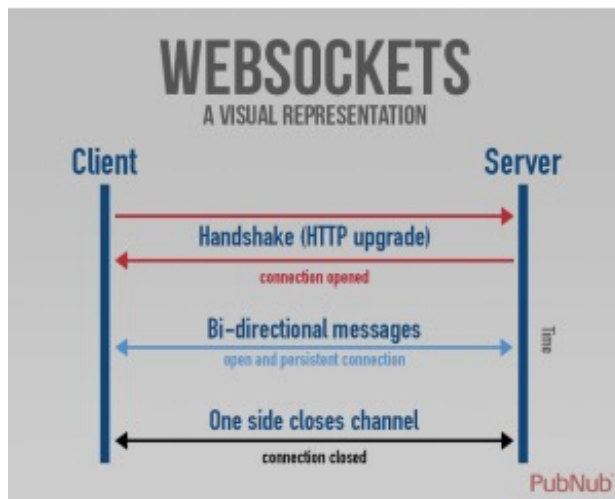 WEBSOCKETS
A VISUAL REPRESENTATION
Client
Server
Handshake (HTTP upgrade)
connection opened
Bi-directional messages
open and persistent connection
Time
One side closes channel
connection closed
PubNub